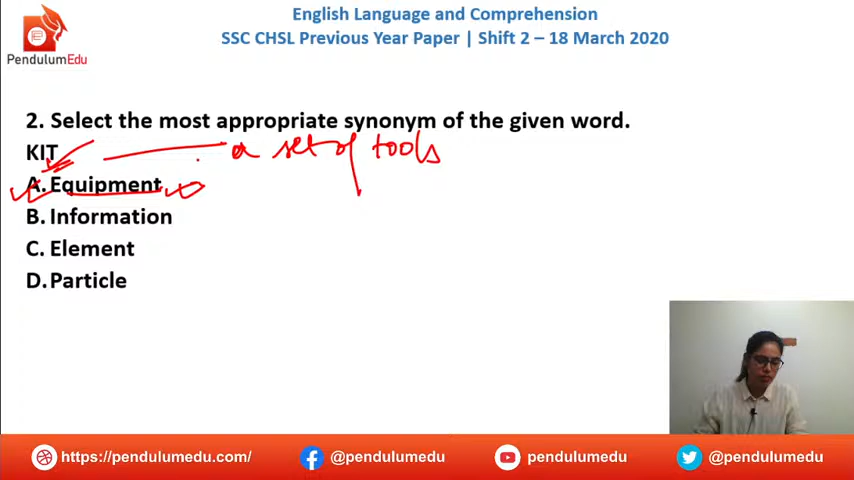 English Language and Comprehension
SSC CHSL Previous Year Paper | Shift 2 – 18 March 2020
PendulumEdu
2. Select the most appropriate synonym of the given word.
KIT
a set of tools
A. Equipment
B. Information
C. Element
D. Particle
https://pendulumedu.com/ @pendulumedu pendulumedu @pendulumedu